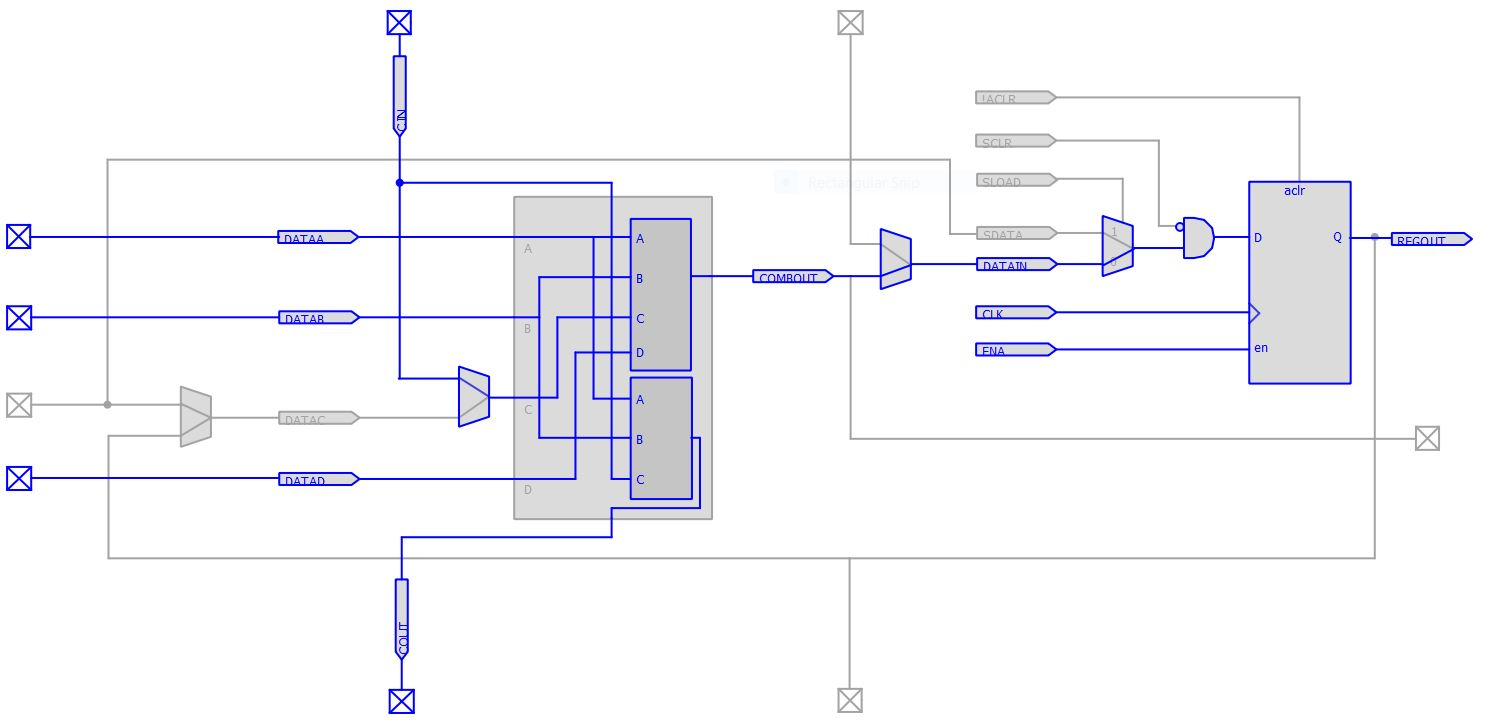 CIN
!ACLR
SCLR
Rectangular Snip
SLOAD
aclr
DATAA
A
A
SDATA
1
D
Q
REGOUT
B
COMBOUT
DATAIN
0
DATAB
B
C
CLK
D
ENA
en
A
C
DATAC
B
DATAD
C
D
COUT